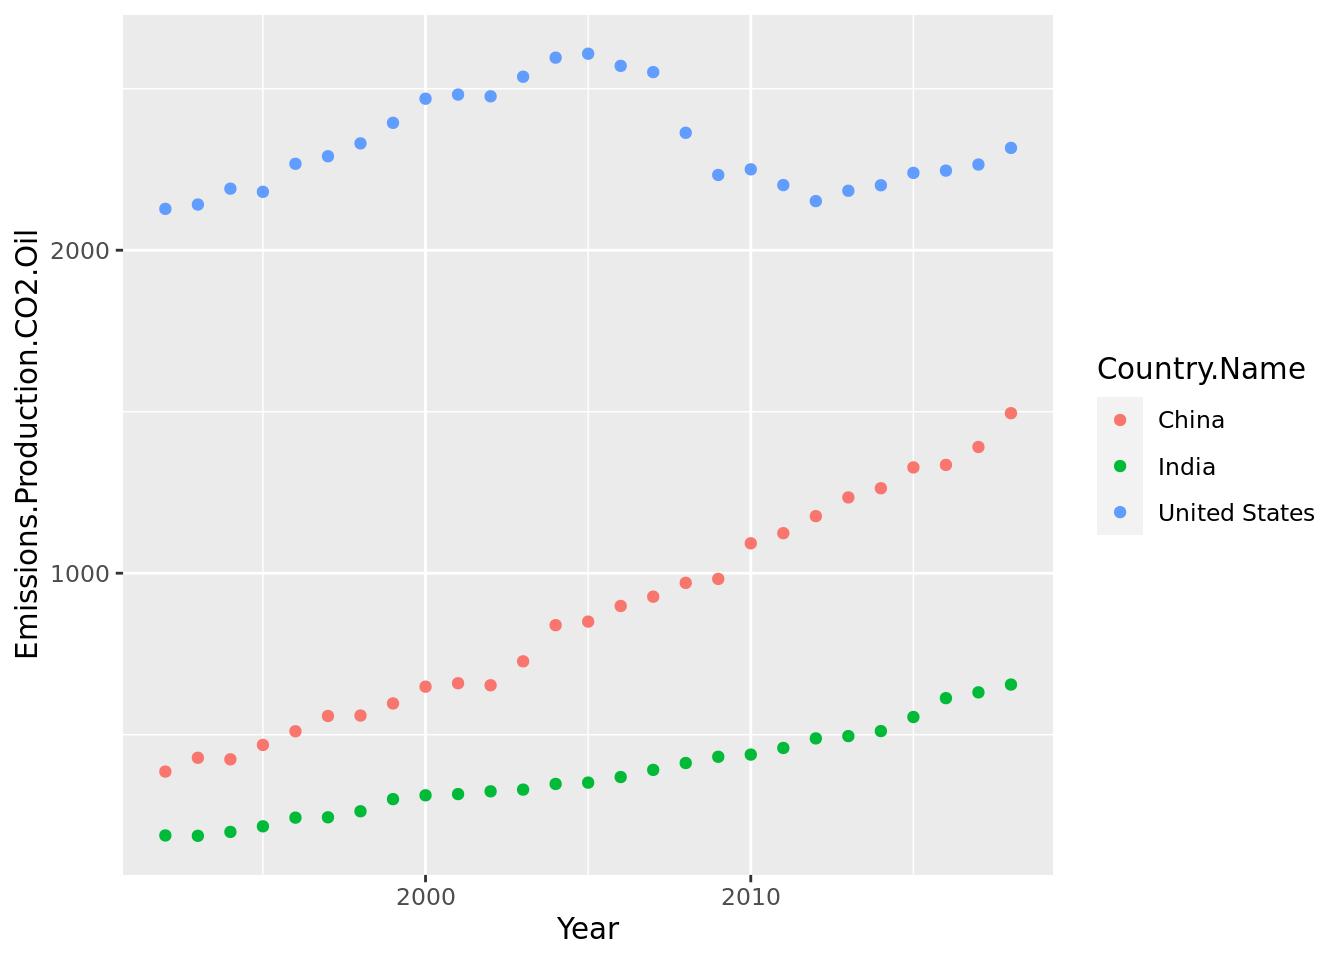 Emissions.Production.CO2.Oil
2000
1000
2000
2010
Year
Country.Name
China
India
United States